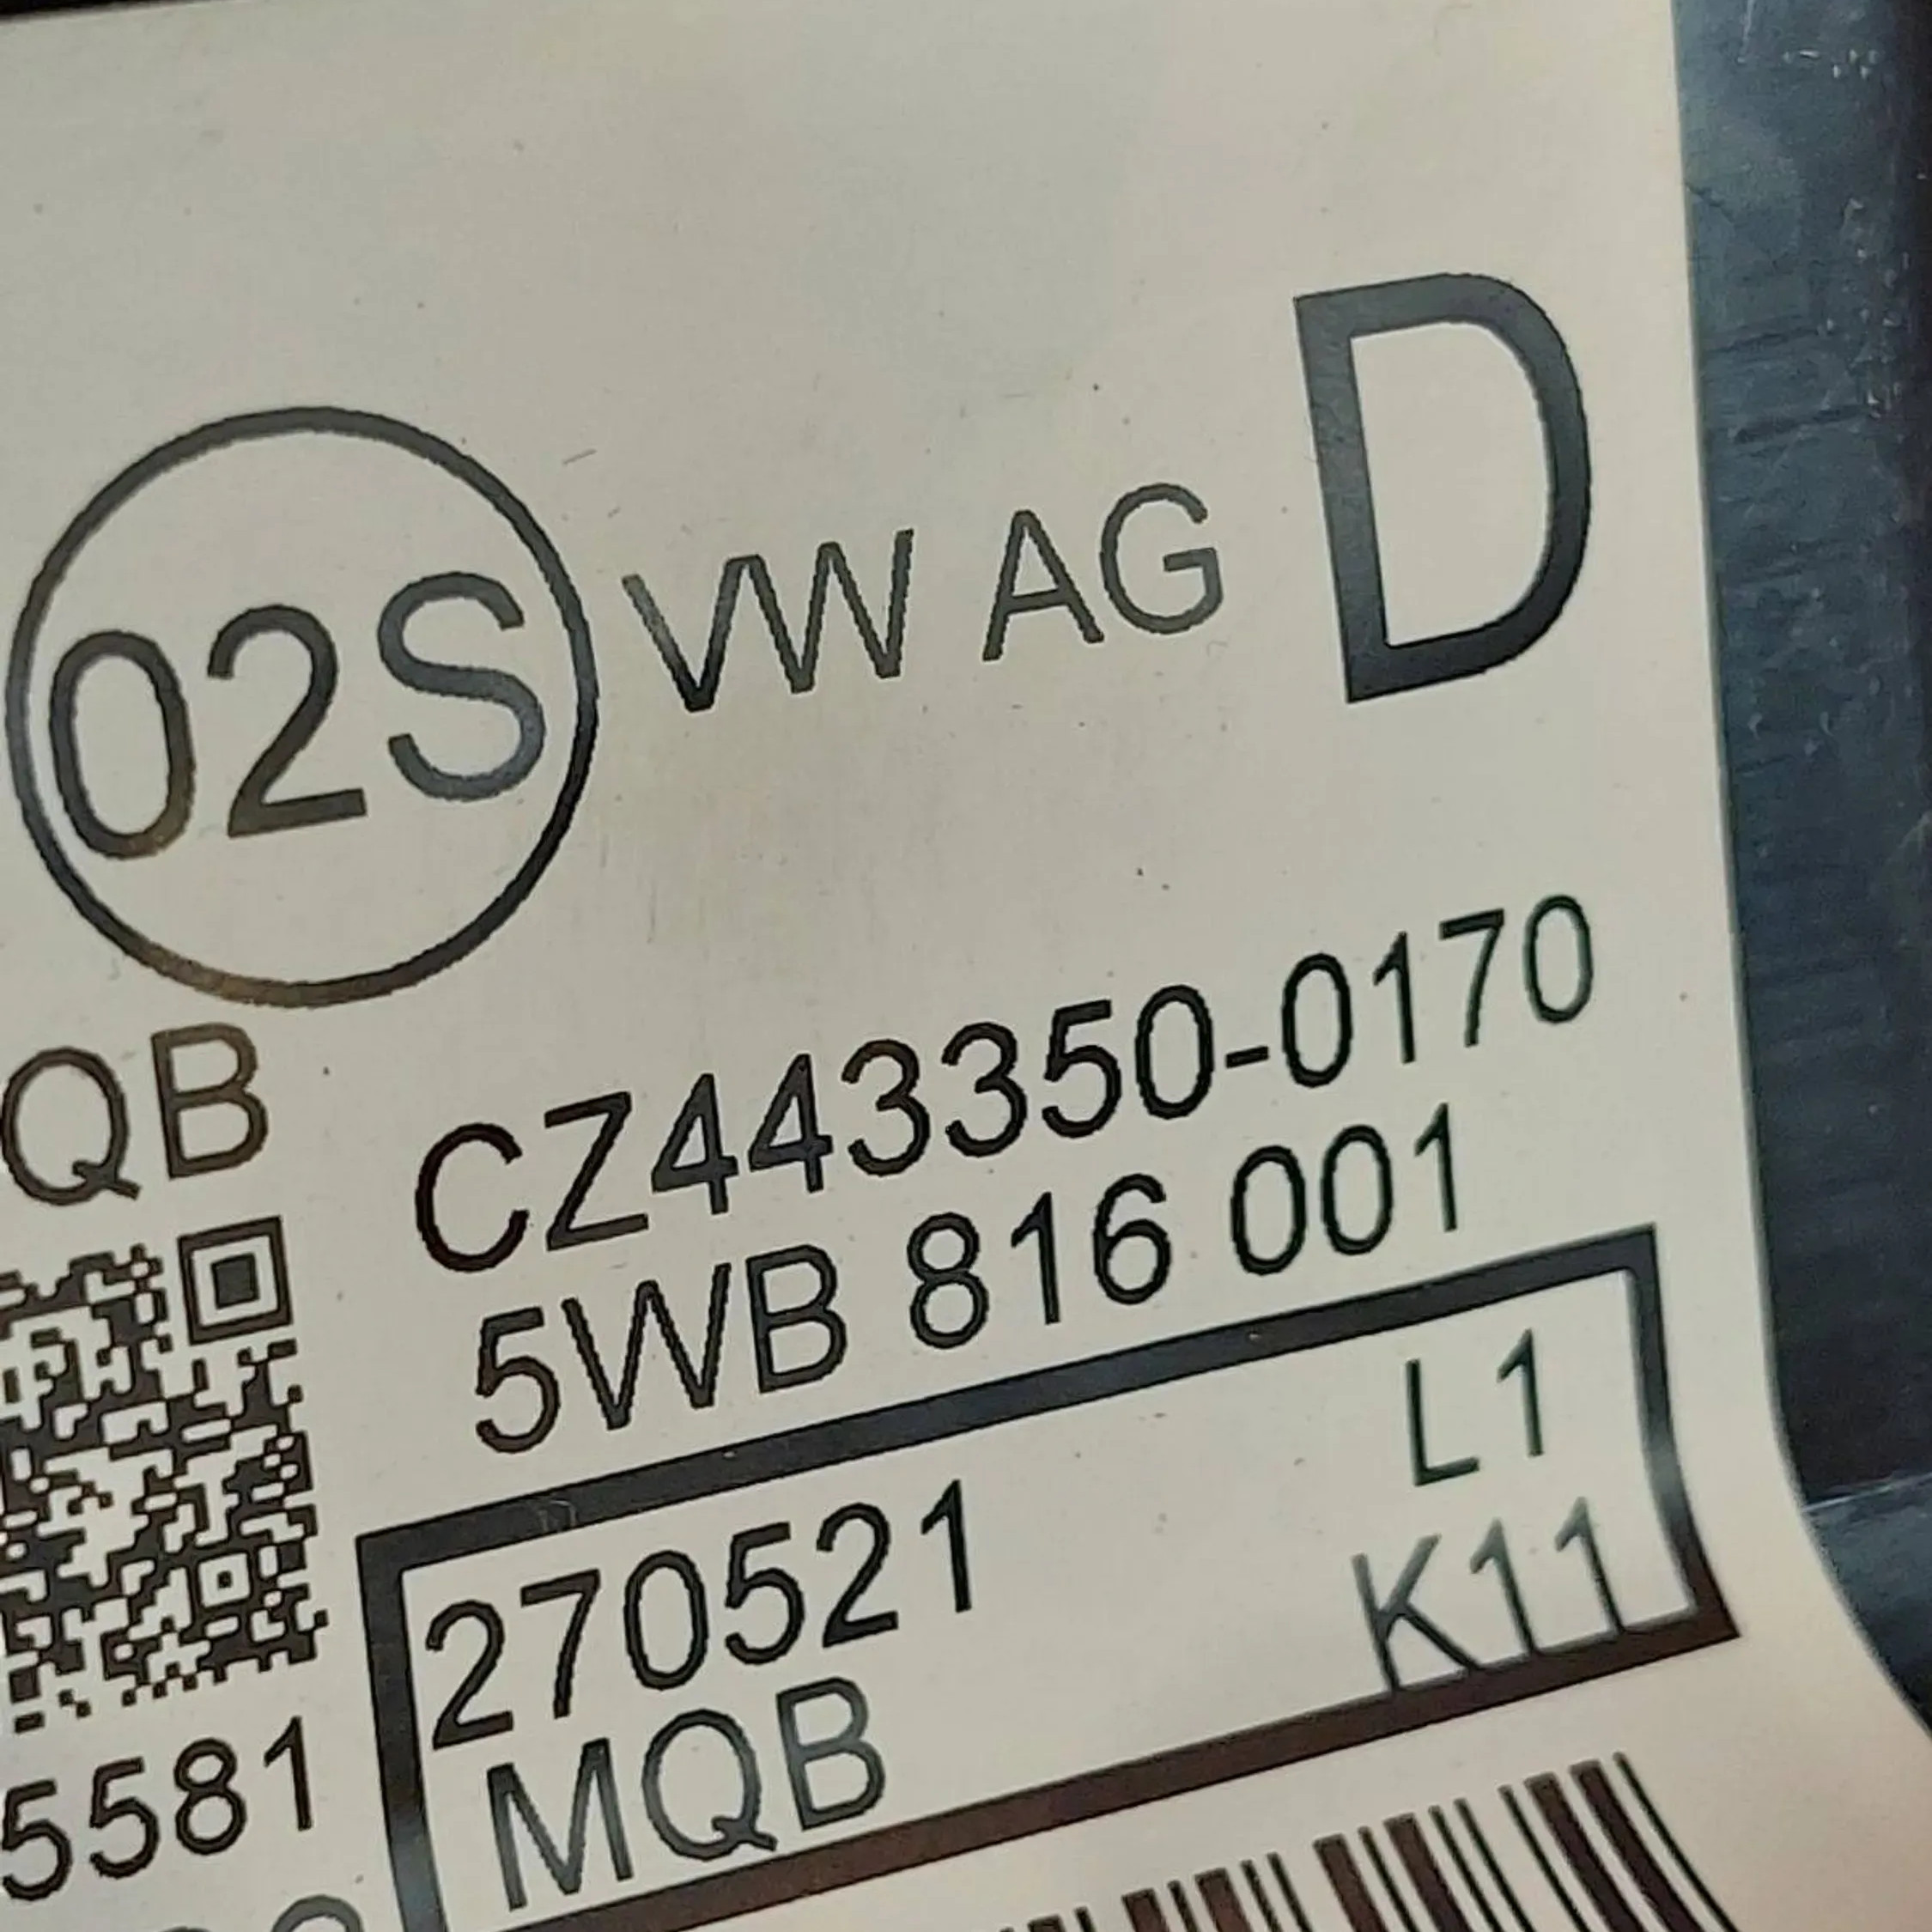 02S VW AG D
QB
CZ443350-0170
5WB 816 001
L1
270521
K11
MQB
5581